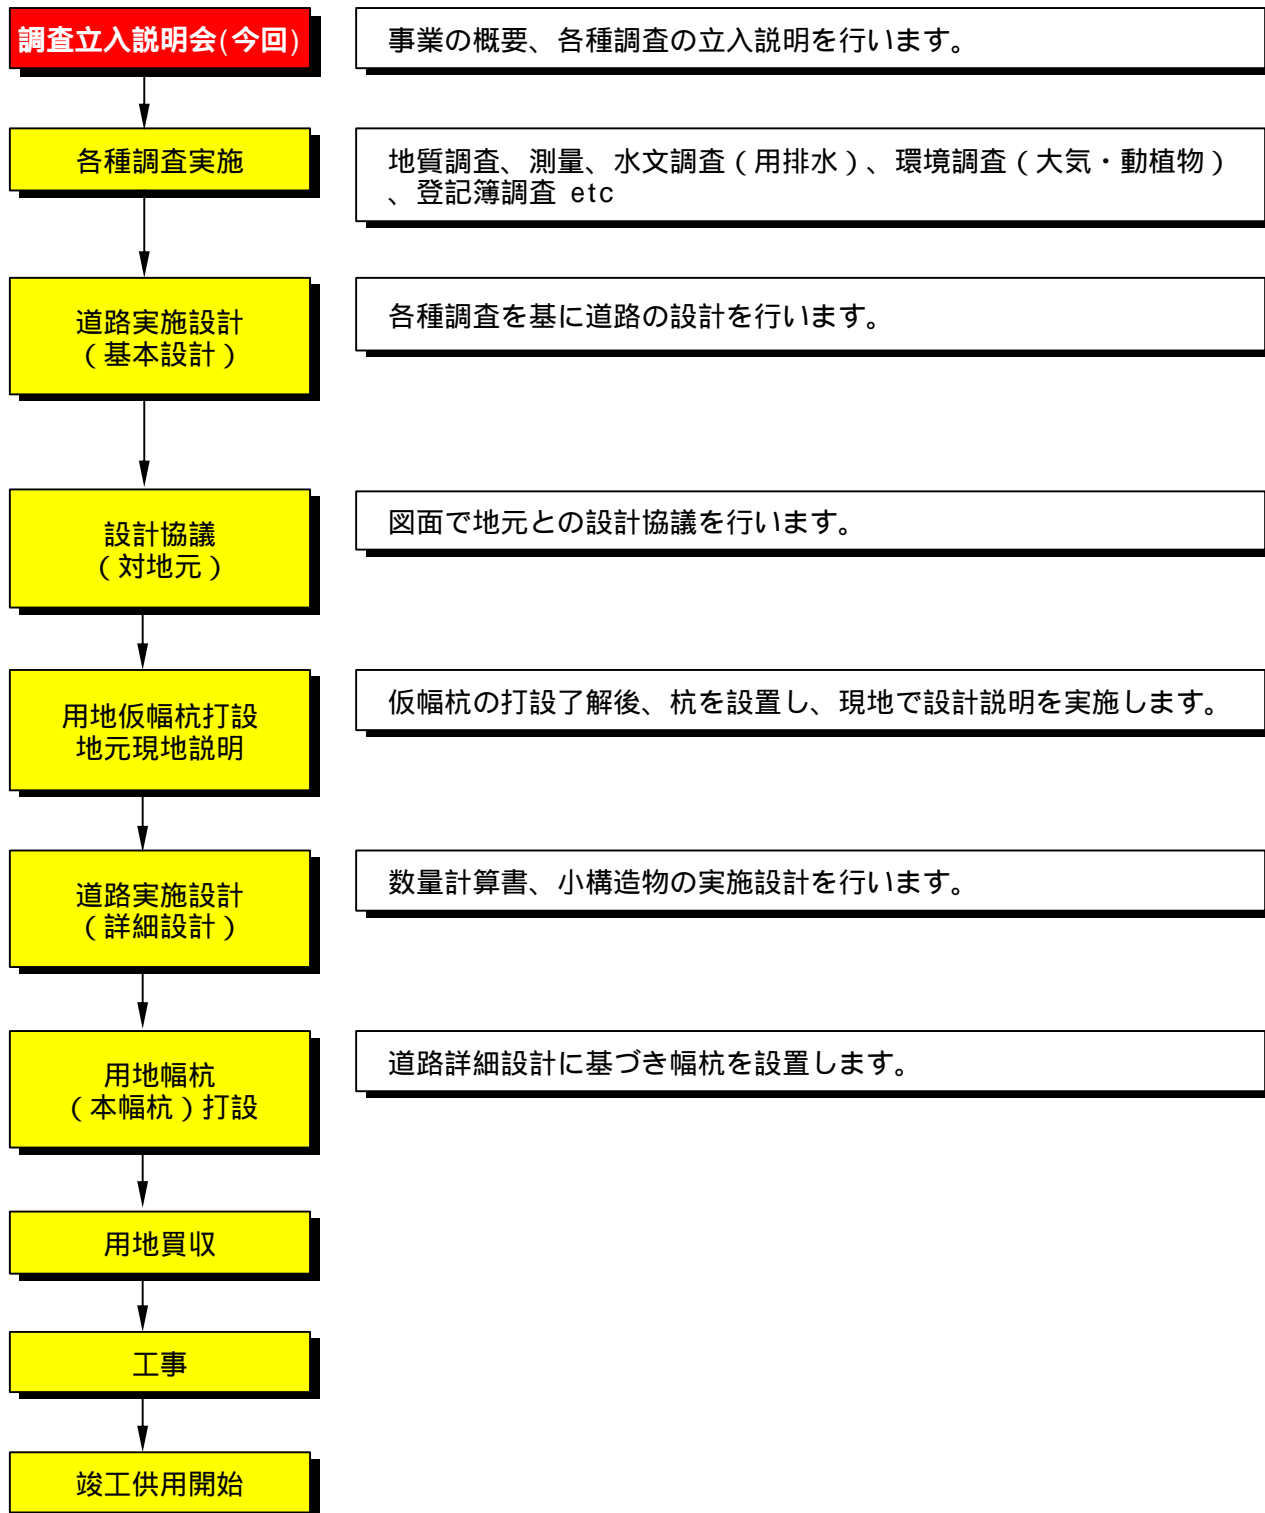 調査立入説明会(今回)
事業の概要、各種調査の立入説明を行います。
各種調査実施
地質調査、測量、水文調査(用排水)、環境調査(大気・動植物)
、登記簿調査 etc
道路実施設計
(基本設計)
各種調査を基に道路の設計を行います。
設計協議
(対地元)
図面で地元との設計協議を行います。
用地仮幅杭打設
地元現地説明
仮幅杭の打設了解後、杭を設置し、現地で設計説明を実施します。
道路実施設計
(詳細設計)
数量計算書、小構造物の実施設計を行います。
用地幅杭
(本幅杭)打設
道路詳細設計に基づき幅杭を設置します。
用地買収
工事
竣工供用開始